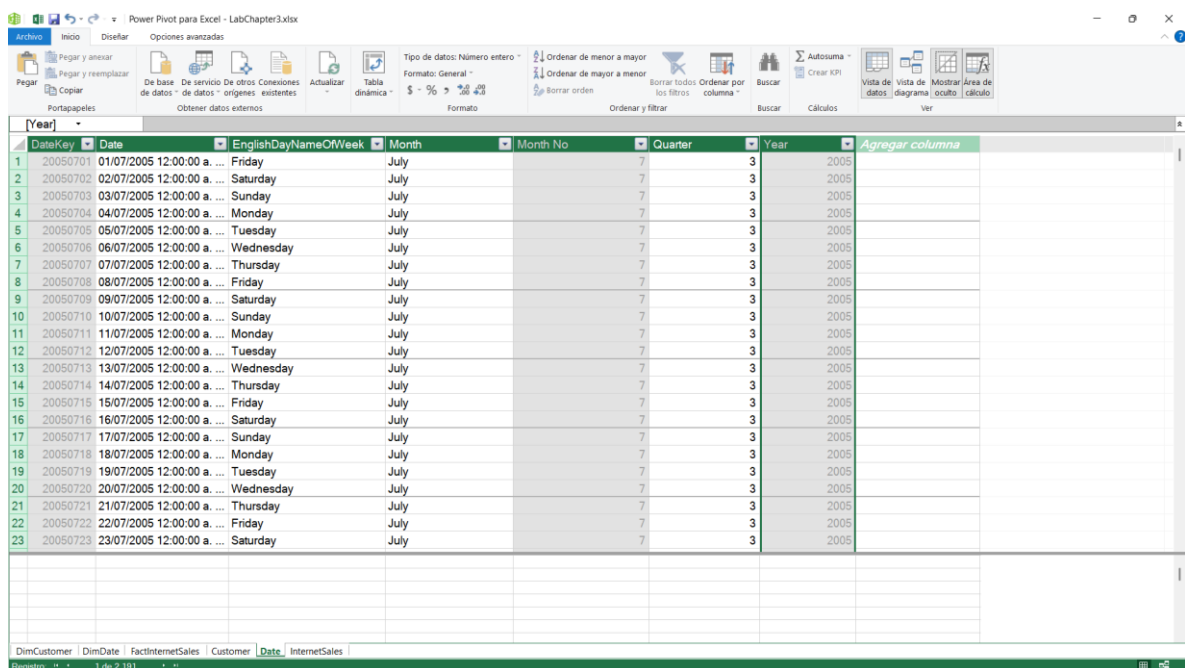 Power Pivot para Excel - LabChapter3.xlsx
Archivo Inicio Diseñar Opciones avanzadas
Pegar
Pegar y anexar
Pegar y reemplazar
Copiar
Portapapeles
De base de datos
De servicio de datos
De otros orígenes
Conexiones existentes
Obtener datos externos
Actualizar
Tabla dinámica
Tipo de datos: Número entero
Formato: General
$ % , .00 .00
Formato
Ordenar de menor a mayor
Ordenar de mayor a menor
Borrar orden
Borrar todos los filtros
Ordenar por columna
Ordenar y filtrar
Buscar
Buscar
Autosuma
Crear KPI
Cálculos
Vista de datos
Vista de diagrama
Mostrar oculto
Área de cálculo
Ver
[Year]
DateKey Date EnglishDayNameOfWeek Month Month No Quarter Year Agregar columna
1 20050701 01/07/2005 12:00:00 a. ... Friday July 7 3 2005
2 20050702 02/07/2005 12:00:00 a. ... Saturday July 7 3 2005
3 20050703 03/07/2005 12:00:00 a. ... Sunday July 7 3 2005
4 20050704 04/07/2005 12:00:00 a. ... Monday July 7 3 2005
5 20050705 05/07/2005 12:00:00 a. ... Tuesday July 7 3 2005
6 20050706 06/07/2005 12:00:00 a. ... Wednesday July 7 3 2005
7 20050707 07/07/2005 12:00:00 a. ... Thursday July 7 3 2005
8 20050708 08/07/2005 12:00:00 a. ... Friday July 7 3 2005
9 20050709 09/07/2005 12:00:00 a. ... Saturday July 7 3 2005
10 20050710 10/07/2005 12:00:00 a. ... Sunday July 7 3 2005
11 20050711 11/07/2005 12:00:00 a. ... Monday July 7 3 2005
12 20050712 12/07/2005 12:00:00 a. ... Tuesday July 7 3 2005
13 20050713 13/07/2005 12:00:00 a. ... Wednesday July 7 3 2005
14 20050714 14/07/2005 12:00:00 a. ... Thursday July 7 3 2005
15 20050715 15/07/2005 12:00:00 a. ... Friday July 7 3 2005
16 20050716 16/07/2005 12:00:00 a. ... Saturday July 7 3 2005
17 20050717 17/07/2005 12:00:00 a. ... Sunday July 7 3 2005
18 20050718 18/07/2005 12:00:00 a. ... Monday July 7 3 2005
19 20050719 19/07/2005 12:00:00 a. ... Tuesday July 7 3 2005
20 20050720 20/07/2005 12:00:00 a. ... Wednesday July 7 3 2005
21 20050721 21/07/2005 12:00:00 a. ... Thursday July 7 3 2005
22 20050722 22/07/2005 12:00:00 a. ... Friday July 7 3 2005
23 20050723 23/07/2005 12:00:00 a. ... Saturday July 7 3 2005
DimCustomer DimDate FactInternetSales Customer Date InternetSales
Registro: 1 de 2.191